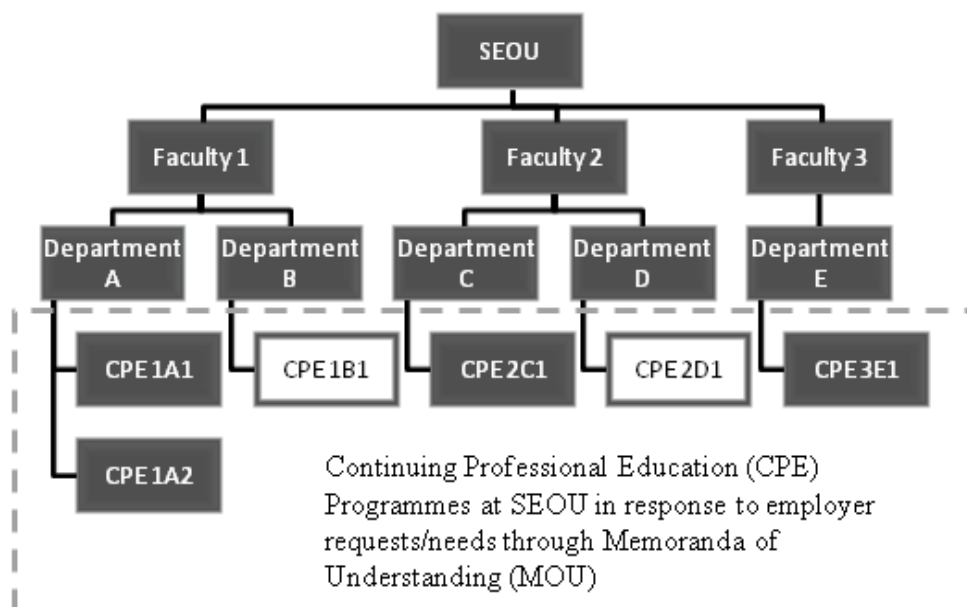 SEOU
Faculty 1
Faculty 2
Faculty 3
Department
A
Department
B
Department
C
Department
D
Department
E
CPE1A1
CPE1B1
CPE2C1
CPE2D1
CPE3E1
CPE1A2
Continuing Professional Education (CPE)
Programmes at SEOU in response to employer
requests/needs through Memoranda of
Understanding (MOU)